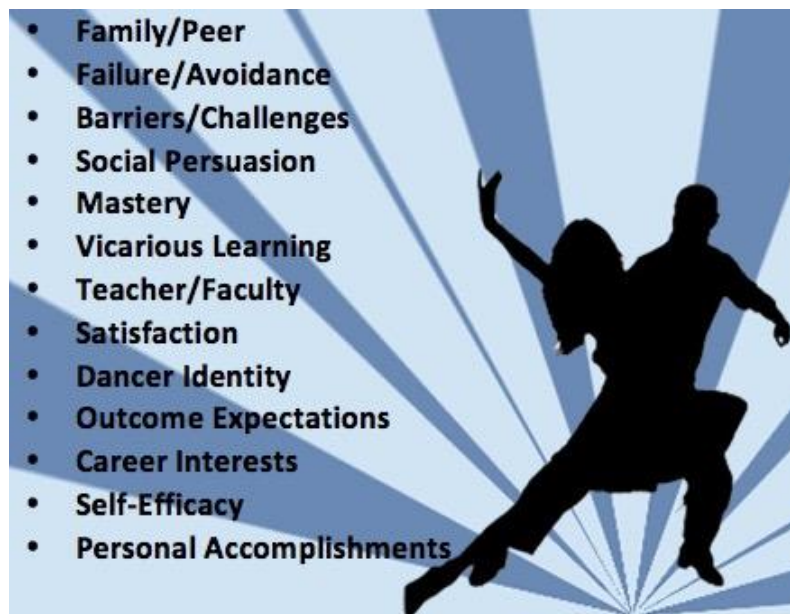 • Family/Peer
• Failure/Avoidance
• Barriers/Challenges
• Social Persuasion
• Mastery
• Vicarious Learning
• Teacher/Faculty
• Satisfaction
• Dancer Identity
• Outcome Expectations
• Career Interests
• Self-Efficacy
• Personal Accomplishments